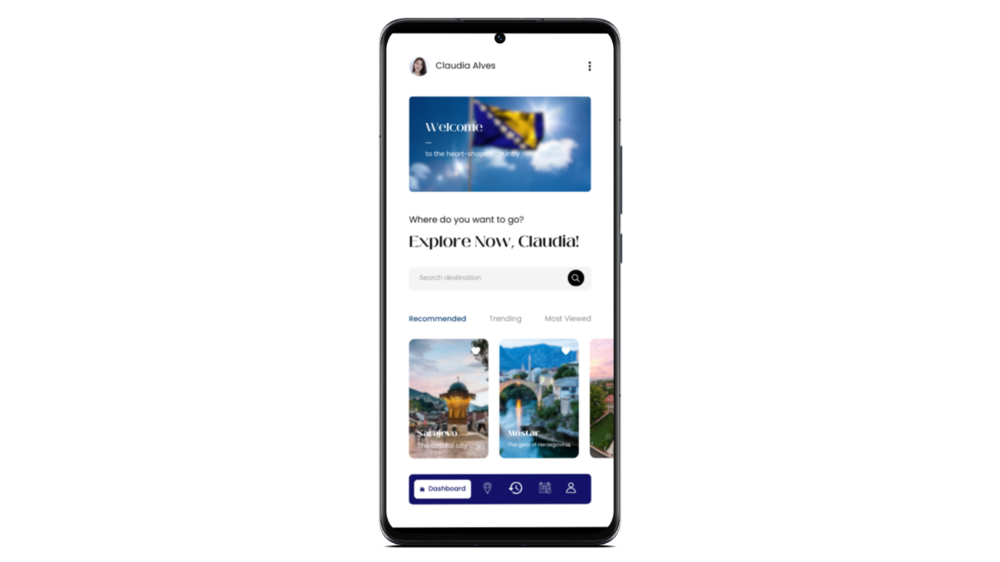 Claudia Alves
Welcome
to the heart-shaped country
Where do you want to go?
Explore Now, Claudia!
Search destination
Recommended Trending Most Viewed
Sarajevo
The capital city
Mostar
The gem of Herzegovina
Dashboard